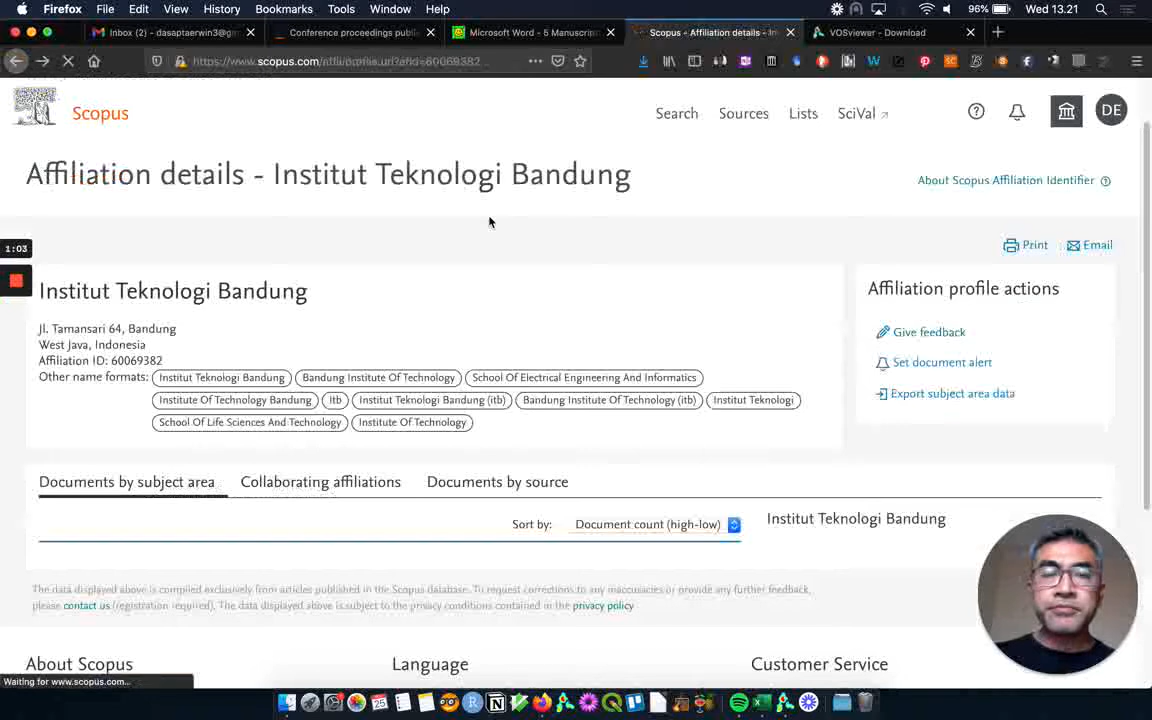 Firefox File Edit View History Bookmarks Tools Window Help 96% Wed 13.21
Inbox (2) - dasaptaerwin3@gm Conference proceedings publi Microsoft Word - 5 Manuscrip Scopus - Affiliation details - In VOSviewer - Download
https://www.scopus.com/affil/profile.uri?afid=60069382
Scopus Search Sources Lists SciVal DE
Affiliation details - Institut Teknologi Bandung
About Scopus Affiliation Identifier
1:03
Print Email
Institut Teknologi Bandung
Affiliation profile actions
Jl. Tamansari 64, Bandung
West Java, Indonesia
Affiliation ID: 60069382
Other name formats: Institut Teknologi Bandung Bandung Institute Of Technology School Of Electrical Engineering And Informatics
Institute Of Technology Bandung Itb Institut Teknologi Bandung (itb) Bandung Institute Of Technology (itb) Institut Teknologi
School Of Life Sciences And Technology Institute Of Technology
Give feedback
Set document alert
Export subject area data
Documents by subject area Collaborating affiliations Documents by source
Sort by: Document count (high-low)
Institut Teknologi Bandung
The data displayed above is compiled exclusively from articles published in the Scopus database. To request corrections to any inaccuracies or provide any further feedback,
please contact us (registration required). The data displayed above is subject to the privacy conditions contained in the privacy policy
About Scopus Language Customer Service
Waiting for www.scopus.com...